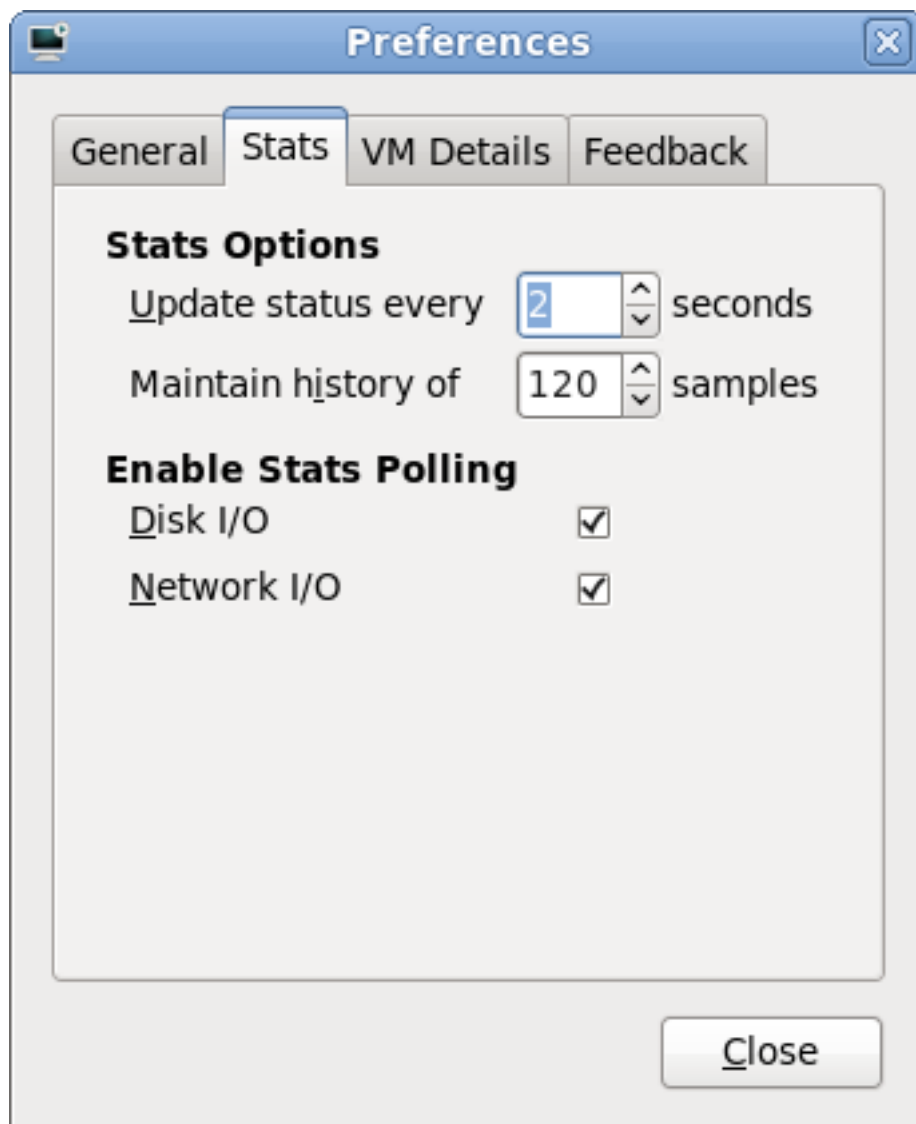 Preferences
General Stats VM Details Feedback
Stats Options
Update status every 2 seconds
Maintain history of 120 samples
Enable Stats Polling
Disk I/O
Network I/O
Close